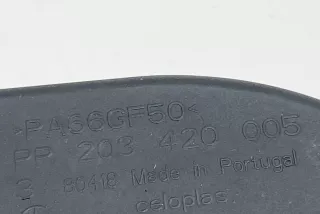 >PA66GF50<
PP 203 420 005
3 80418 Made in Portugal
celoplas